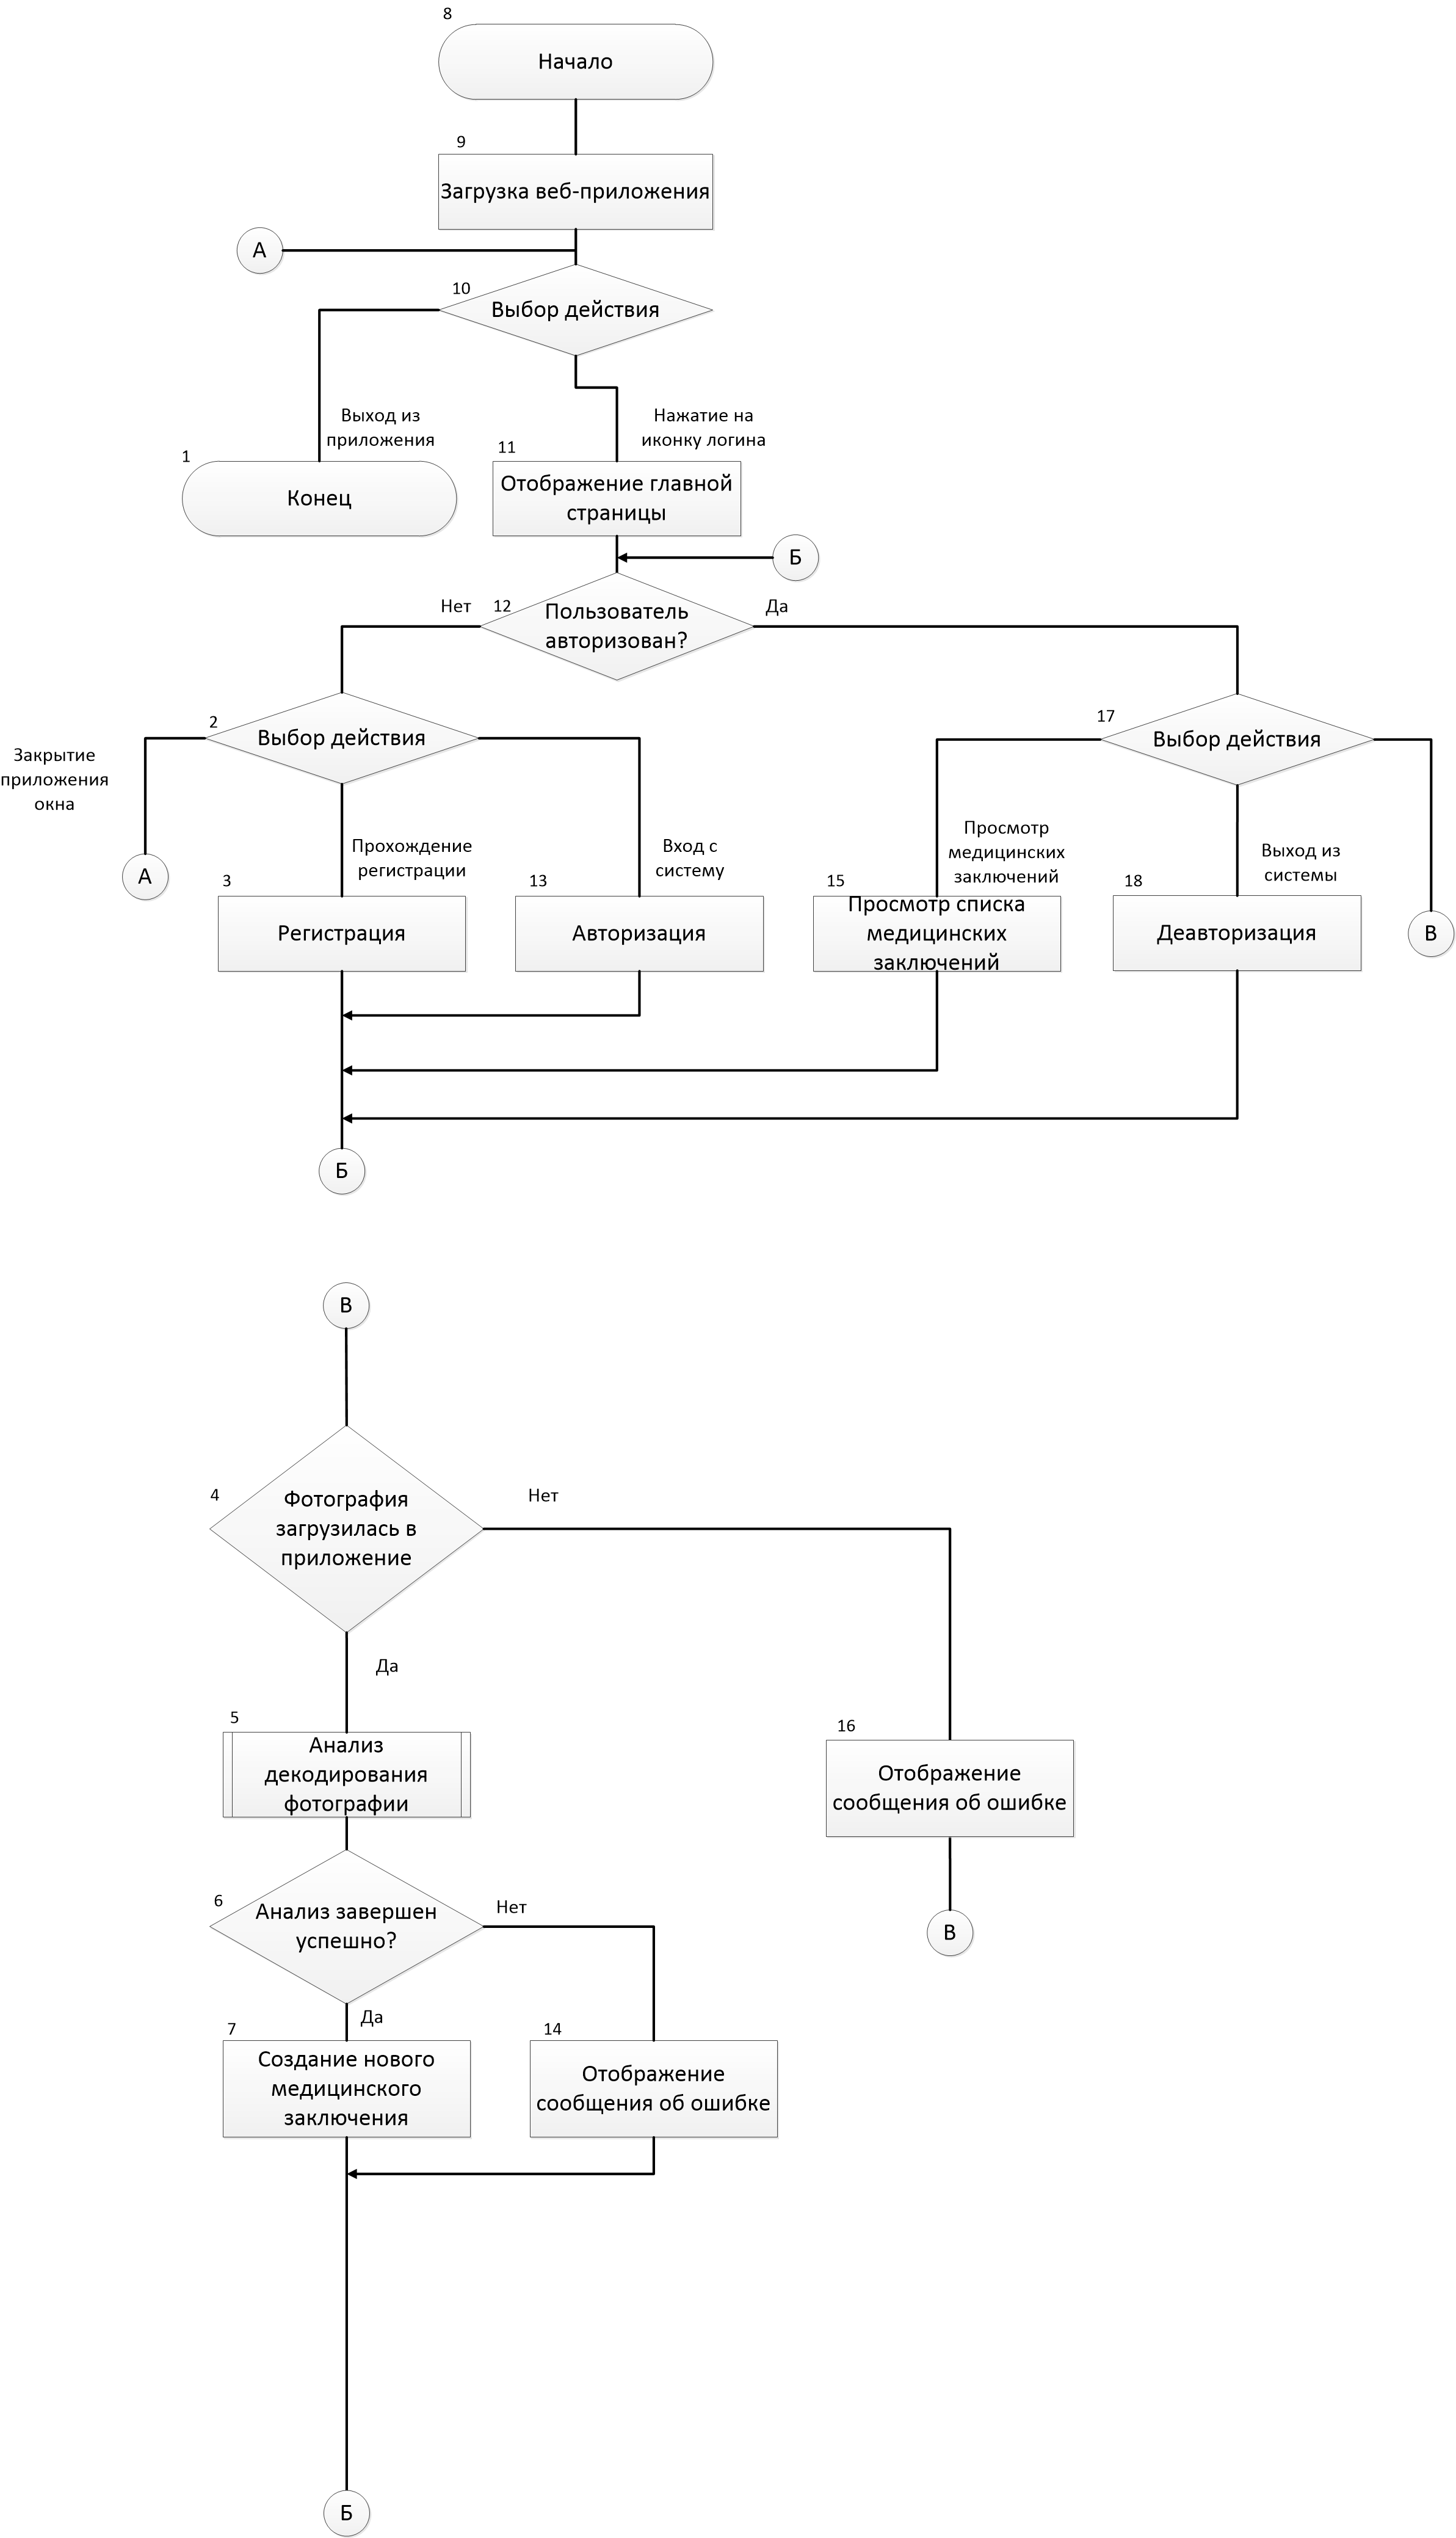 8
Начало
9
Загрузка веб-приложения
А
10
Выбор действия
Выход из
приложения
Нажатие на
иконку логина
1
Конец
11
Отображение главной
страницы
Б
Нет
12
Пользователь
авторизован?
Да
2
Выбор действия
17
Выбор действия
Закрытие
приложения
окна
А
Прохождение
регистрации
Вход с
систему
Просмотр
медицинских
заключений
Выход из
системы
3
Регистрация
13
Авторизация
15
Просмотр списка
медицинских
заключений
18
Деавторизация
В
Б
В
4
Фотография
загрузилась в
приложение
Нет
Да
5
Анализ
декодирования
фотографии
16
Отображение
сообщения об ошибке
6
Анализ завершен
успешно?
Нет
В
Да
7
Создание нового
медицинского
заключения
14
Отображение
сообщения об ошибке
Б